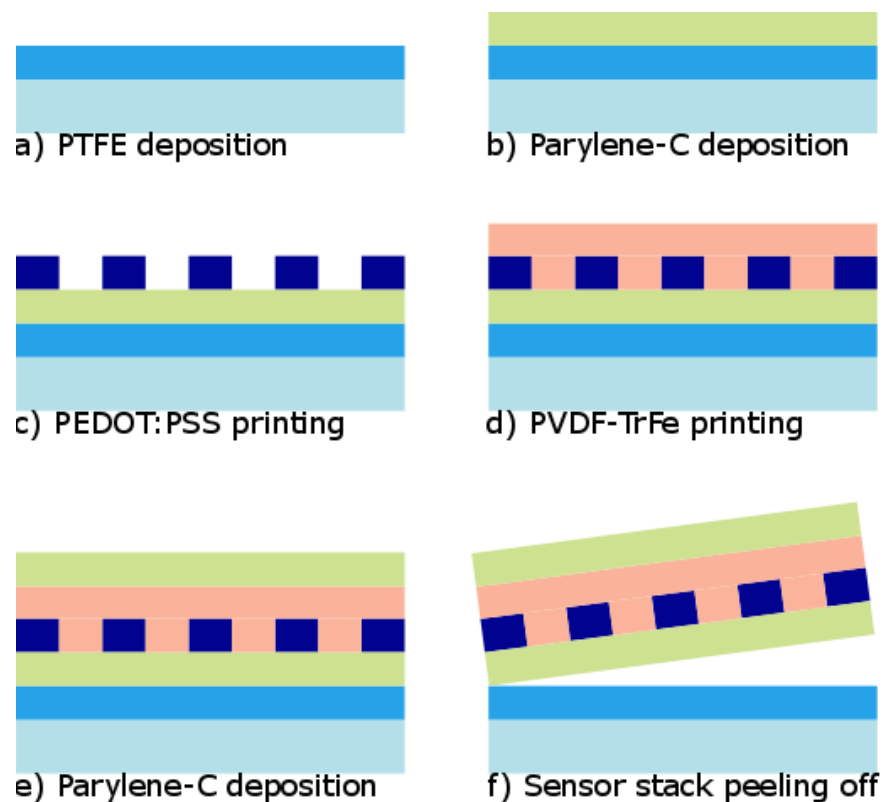 a) PTFE deposition
b) Parylene-C deposition
c) PEDOT:PSS printing
d) PVDF-TrFe printing
e) Parylene-C deposition
f) Sensor stack peeling off